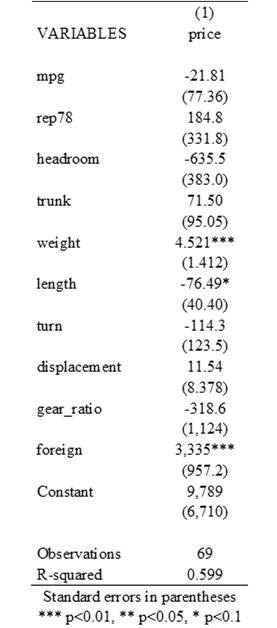 (1)
VARIABLES price
mpg -21.81
(77.36)
rep78 184.8
(331.8)
headroom -635.5
(383.0)
trunk 71.50
(95.05)
weight 4.521***
(1.412)
length -76.49*
(40.40)
turn -114.3
(123.5)
displacement 11.54
(8.378)
gear_ratio -318.6
(1,124)
foreign 3,335***
(957.2)
Constant 9,789
(6,710)
Observations 69
R-squared 0.599
Standard errors in parentheses
*** p<0.01, ** p<0.05, * p<0.1